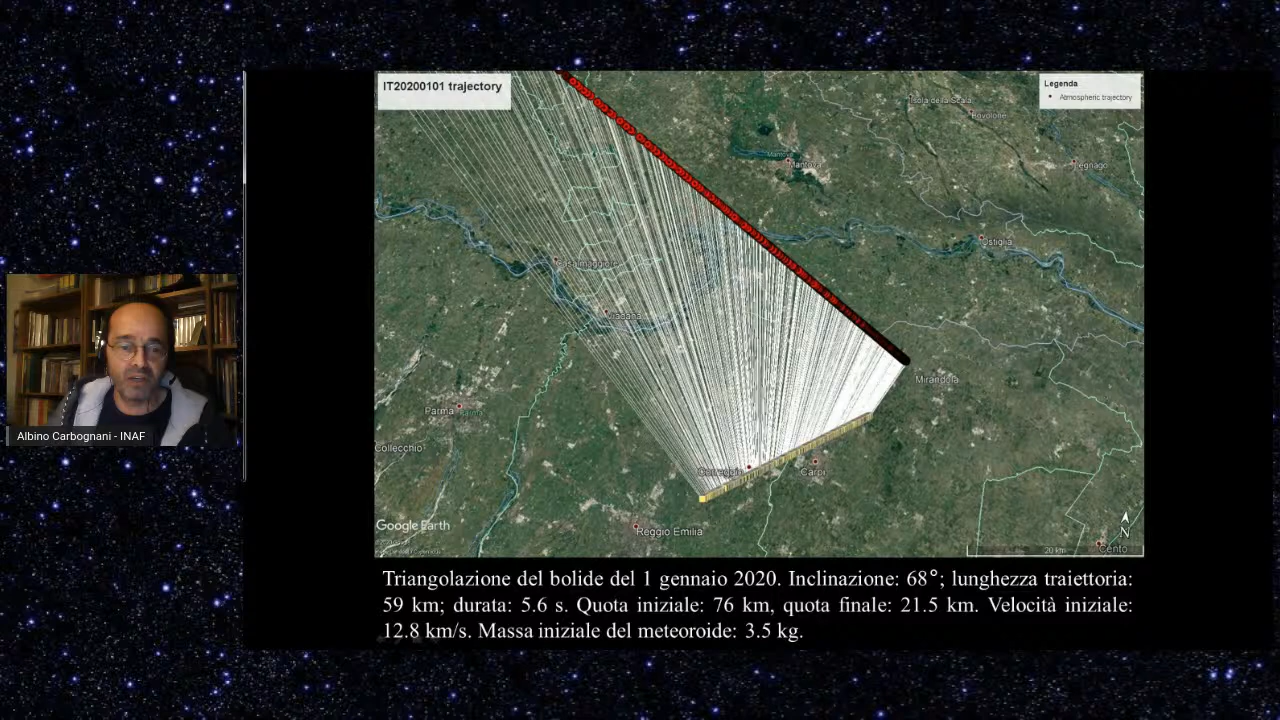 IT20200101 trajectory
Legenda
Atmospheric trajectory
Isola della Scala
Bovolone
Legnago
Mantova
Mantova
Ostiglia
Viadana
Mirandola
Parma
Parma
Collecchio
Correggio
Carpi
Reggio Emilia
Google Earth
N
20 km
Cento
Albino Carbognani - INAF
Triangolazione del bolide del 1 gennaio 2020. Inclinazione: 68°; lunghezza traiettoria:
59 km; durata: 5.6 s. Quota iniziale: 76 km, quota finale: 21.5 km. Velocità iniziale:
12.8 km/s. Massa iniziale del meteoroide: 3.5 kg.